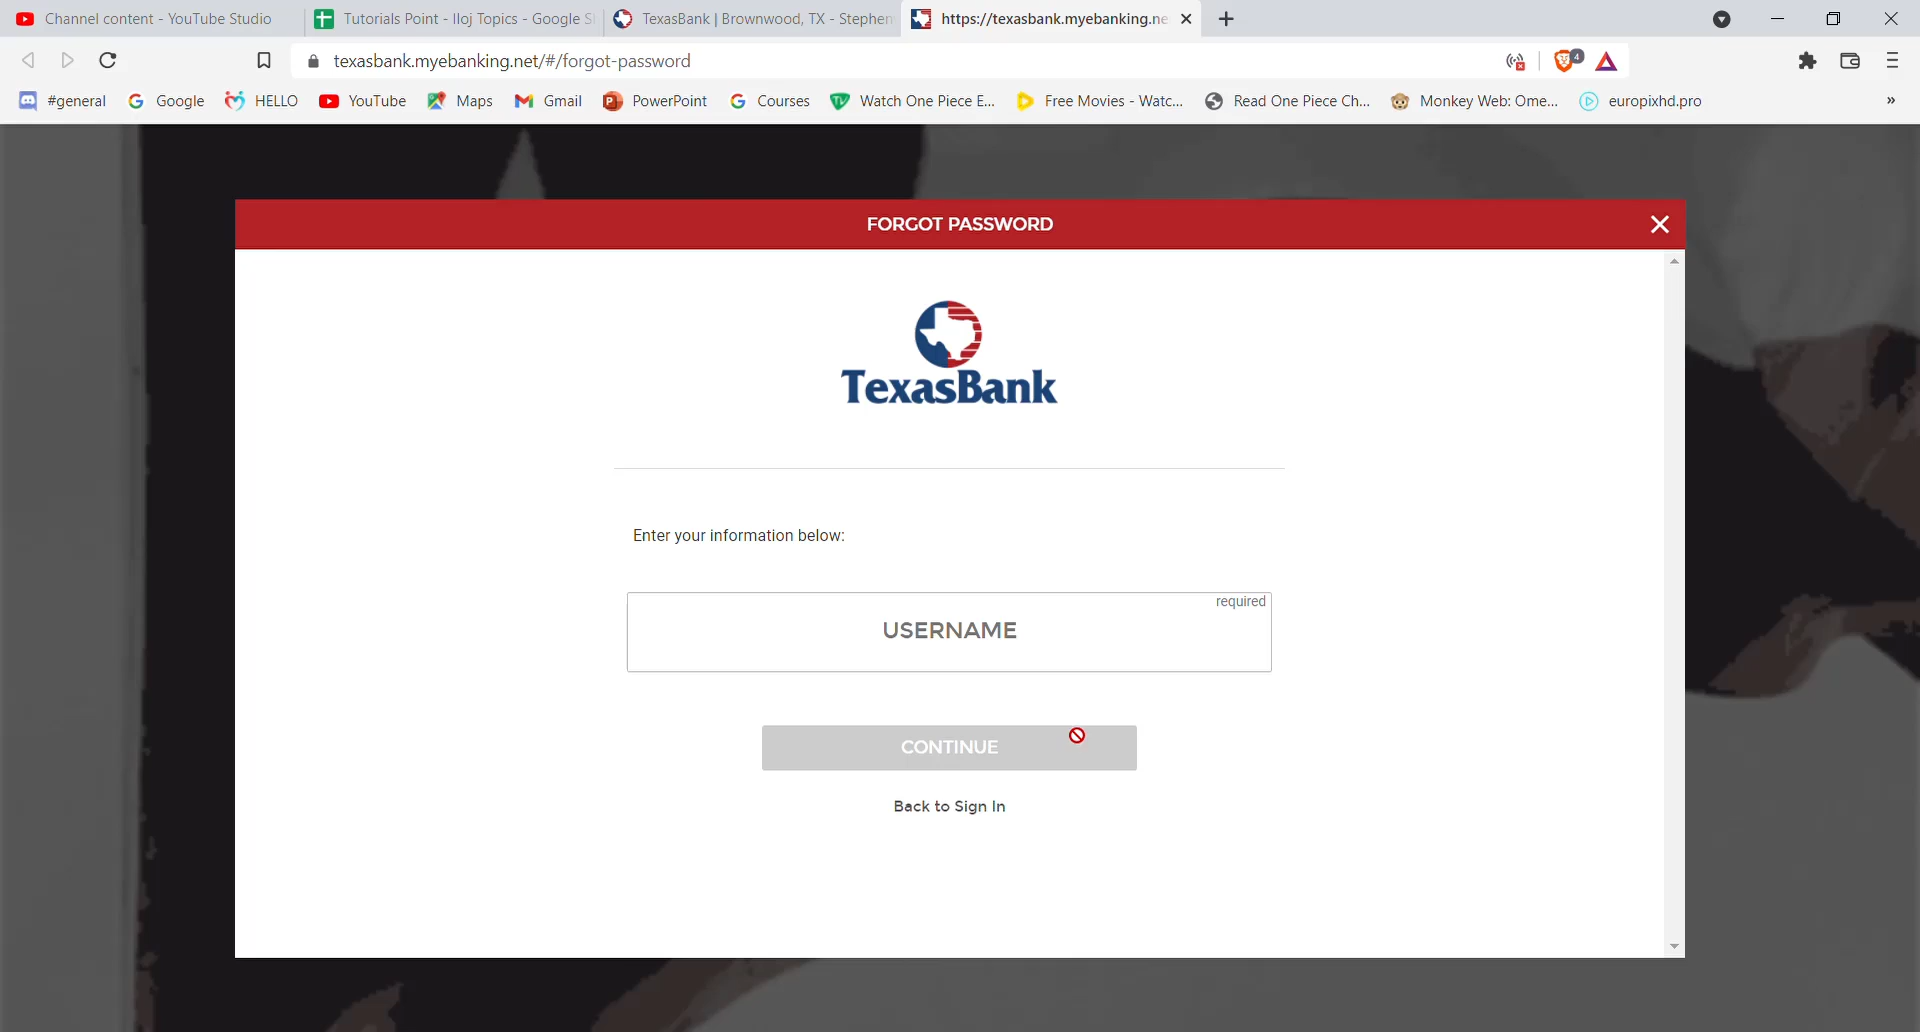 Channel content - YouTube Studio
Tutorials Point - Iloj Topics - Google Sl
TexasBank | Brownwood, TX - Stephen
https://texasbank.myebanking.ne
texasbank.myebanking.net/#/forgot-password
4
#general
Google
HELLO
YouTube
Maps
Gmail
PowerPoint
Courses
Watch One Piece E...
Free Movies - Watc...
Read One Piece Ch...
Monkey Web: Ome...
europixhd.pro
»
FORGOT PASSWORD
TexasBank
Enter your information below:
required
USERNAME
CONTINUE
Back to Sign In